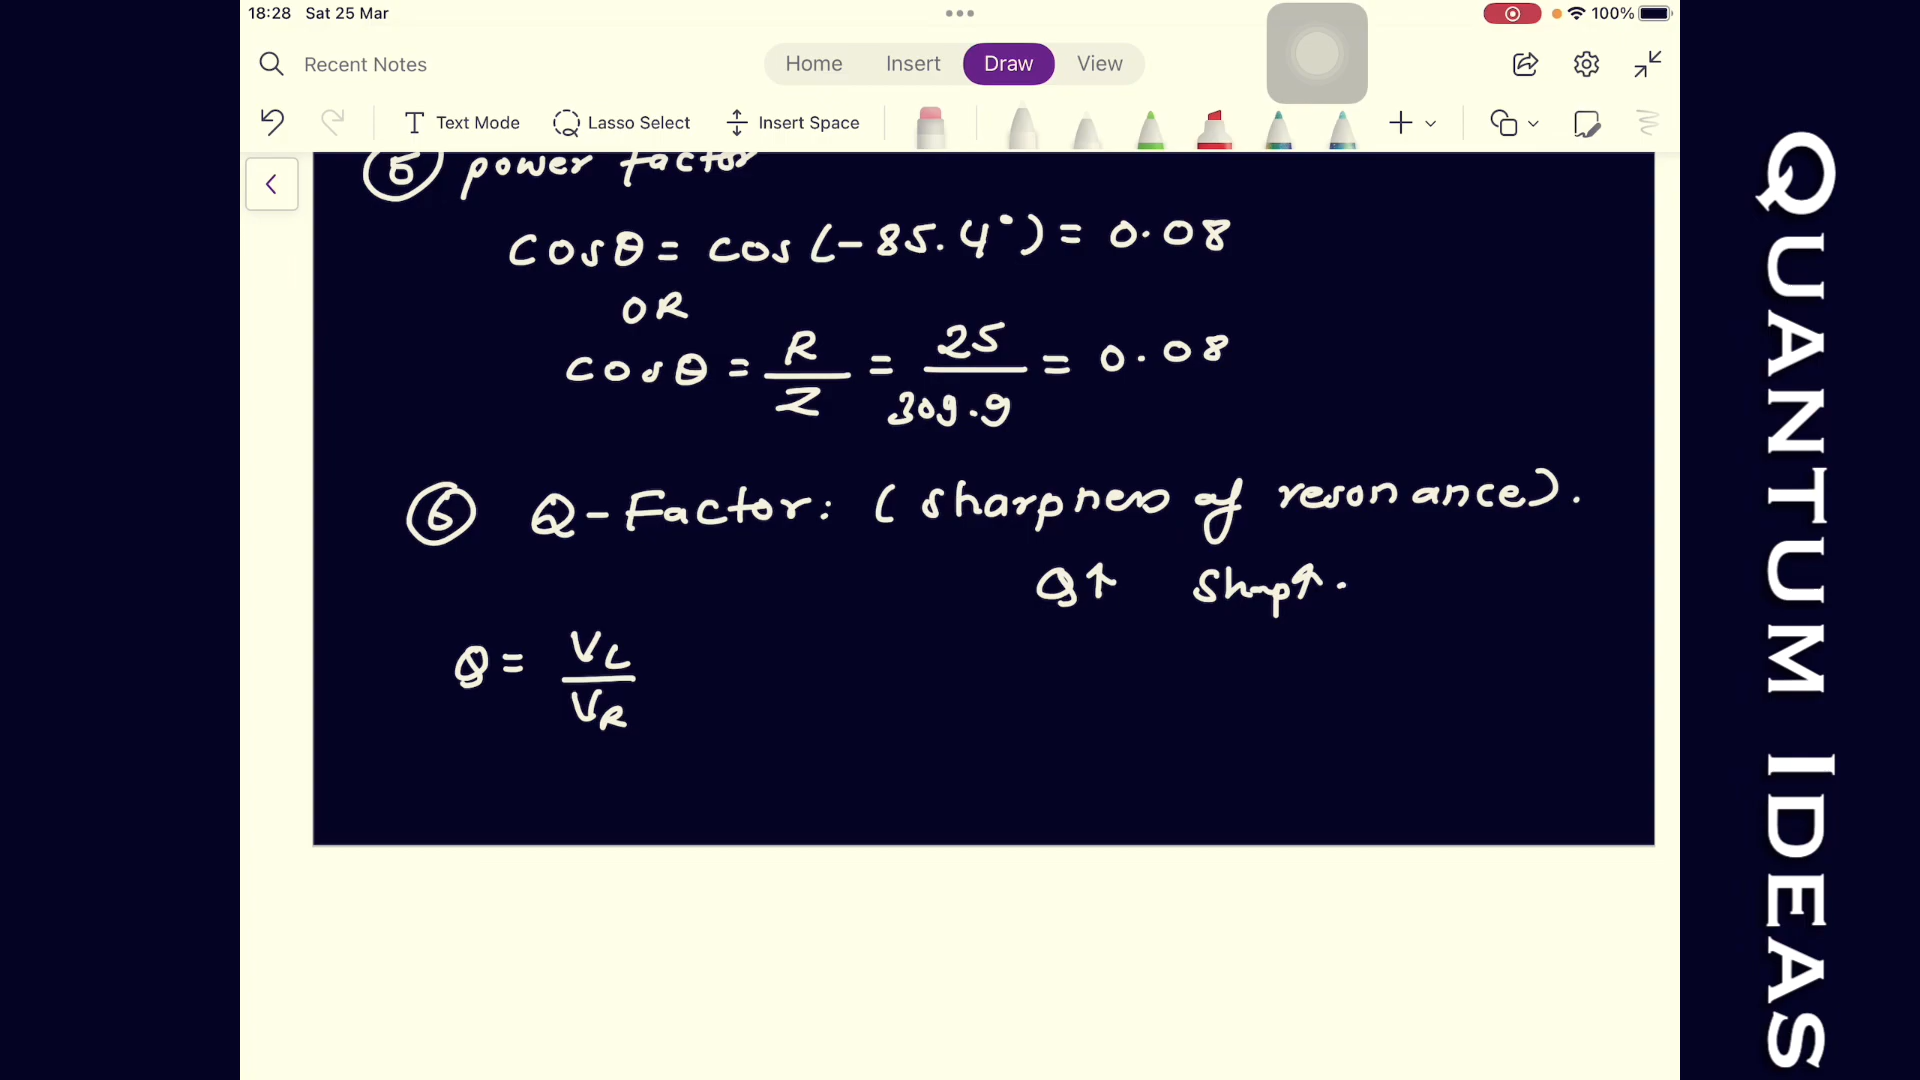 18:28 Sat 25 Mar
100%
Recent Notes
Home Insert Draw View
Text Mode Lasso Select Insert Space
5 power factor
cosθ = cos(-85.4°) = 0.08
OR
cosθ = R/Z = 25/309.9 = 0.08
6 Q-Factor: (sharpness of resonance).
Q↑ Sharp↑.
Q = VL/VR
QUANTUM IDEAS